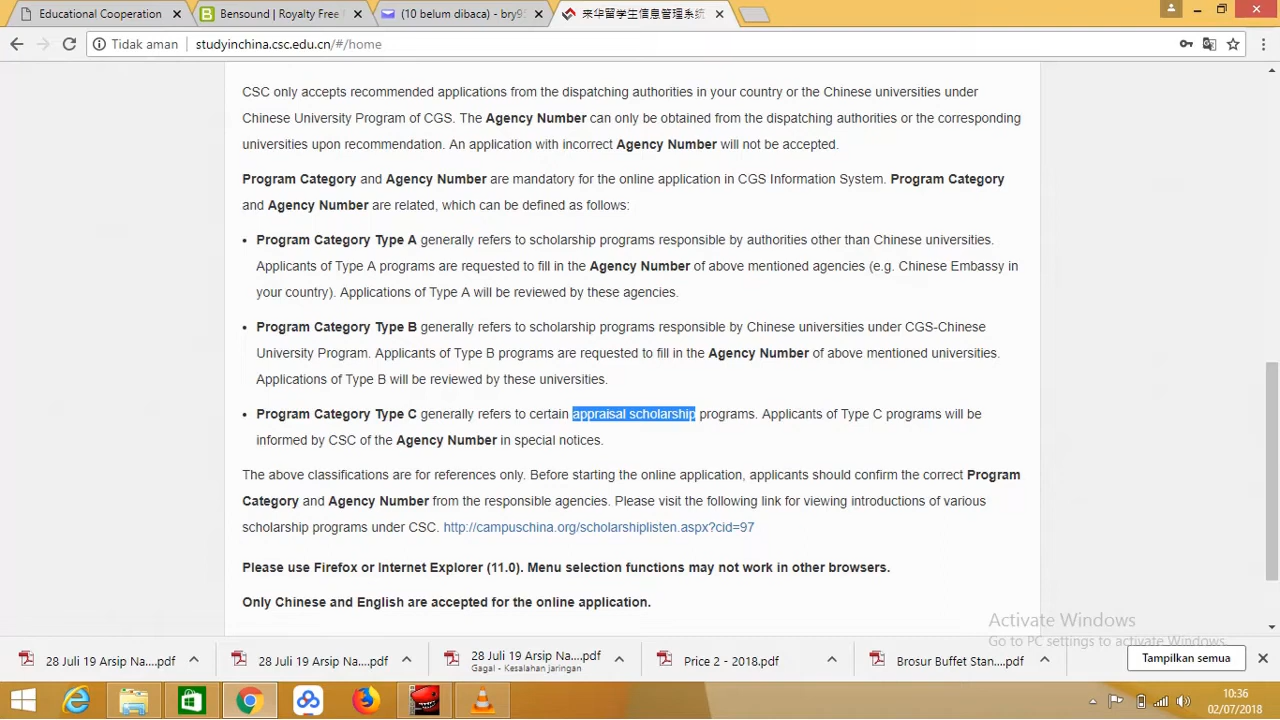 Educational Cooperation
Bensound | Royalty Free
(10 belum dibaca) - bry9
来华留学生信息管理系统
Tidak aman
studyinchina.csc.edu.cn/#/home
CSC only accepts recommended applications from the dispatching authorities in your country or the Chinese universities under
Chinese University Program of CGS. The Agency Number can only be obtained from the dispatching authorities or the corresponding
universities upon recommendation. An application with incorrect Agency Number will not be accepted.
Program Category and Agency Number are mandatory for the online application in CGS Information System. Program Category
and Agency Number are related, which can be defined as follows:
• Program Category Type A generally refers to scholarship programs responsible by authorities other than Chinese universities.
Applicants of Type A programs are requested to fill in the Agency Number of above mentioned agencies (e.g. Chinese Embassy in
your country). Applications of Type A will be reviewed by these agencies.
• Program Category Type B generally refers to scholarship programs responsible by Chinese universities under CGS-Chinese
University Program. Applicants of Type B programs are requested to fill in the Agency Number of above mentioned universities.
Applications of Type B will be reviewed by these universities.
• Program Category Type C generally refers to certain appraisal scholarship programs. Applicants of Type C programs will be
informed by CSC of the Agency Number in special notices.
The above classifications are for references only. Before starting the online application, applicants should confirm the correct Program
Category and Agency Number from the responsible agencies. Please visit the following link for viewing introductions of various
scholarship programs under CSC. http://campuschina.org/scholarshiplisten.aspx?cid=97
Please use Firefox or Internet Explorer (11.0). Menu selection functions may not work in other browsers.
Only Chinese and English are accepted for the online application.
Activate Windows
Go to PC settings to activate Windows.
28 Juli 19 Arsip Na....pdf
28 Juli 19 Arsip Na....pdf
28 Juli 19 Arsip Na....pdf
Gagal - Kesalahan jaringan
Price 2 - 2018.pdf
Brosur Buffet Stan....pdf
Tampilkan semua
10:36
02/07/2018